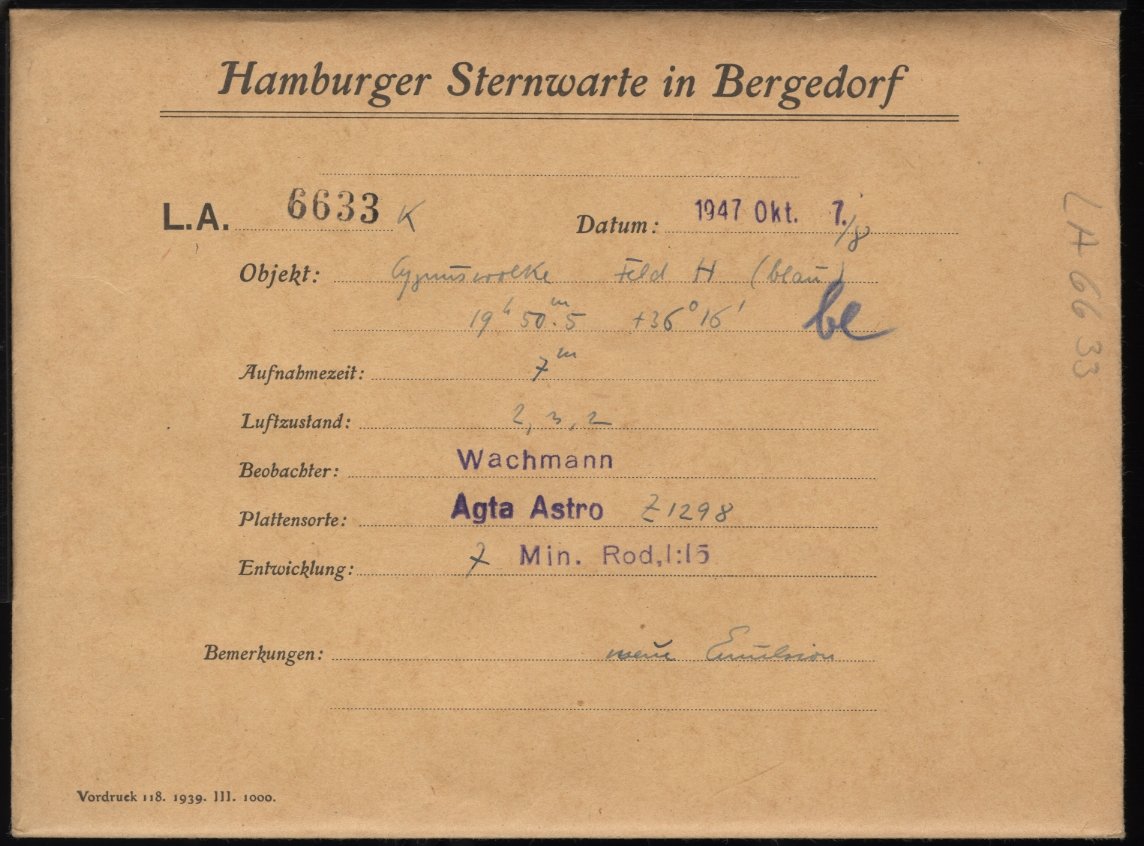 Hamburger Sternwarte in Bergedorf
L.A. 6633 K
Datum: 1947 Okt. 7./8
Objekt: Cygnuswolke Feld H (blau)
19ʰ 50ᵐ.5 +36° 16'
be
Aufnahmezeit: 7ᵐ
Luftzustand: 2, 3, 2
Beobachter: Wachmann
Plattensorte: Agfa Astro Z1298
Entwicklung: 7 Min. Rod, 1:15
Bemerkungen: neue Emulsion
Vordruck 118. 1939. III. 1000.
LA 6633